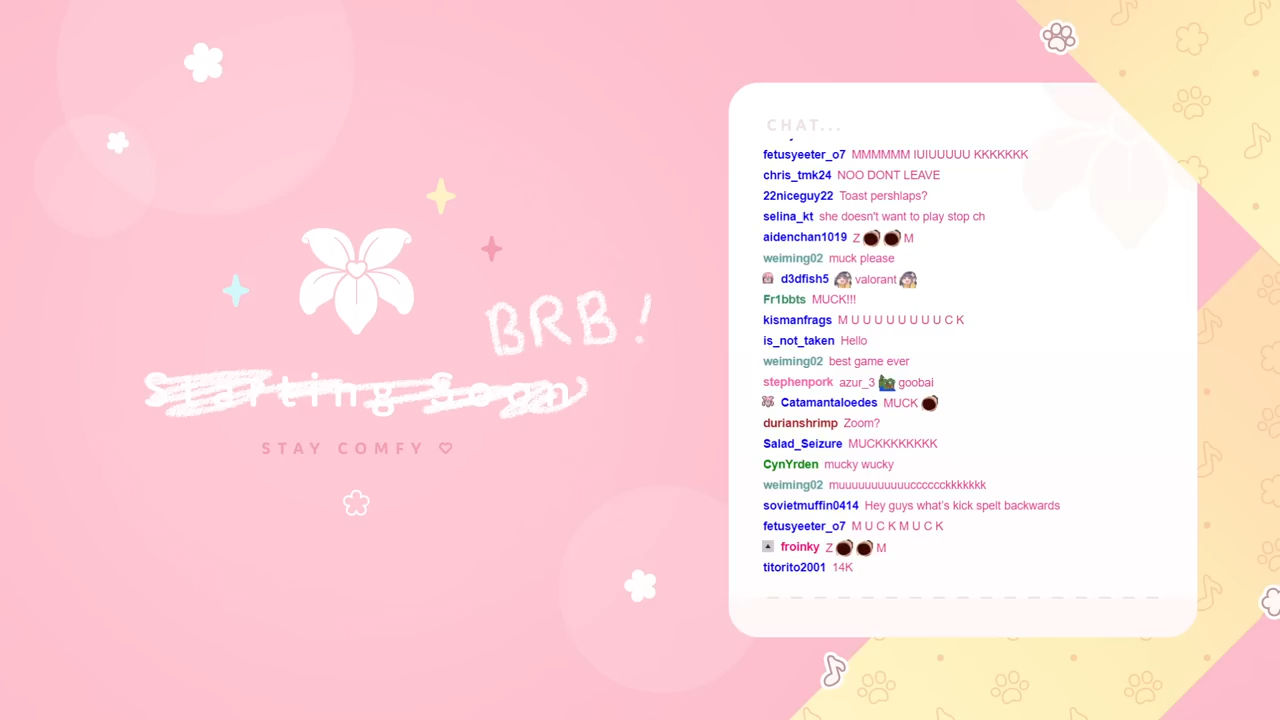 BRB!
Starting Soon
STAY COMFY
CHAT...
fetusyeeter_o7 MMMMMM IUIUUUUU KKKKKKK
chris_tmk24 NOO DONT LEAVE
22niceguy22 Toast pershlaps?
selina_kt she doesn't want to play stop ch
aidenchan1019 Z M
weiming02 muck please
d3dfish5 valorant
Fr1bbts MUCK!!!
kismanfrags M U U U U U U U U C K
is_not_taken Hello
weiming02 best game ever
stephenpork azur_3 goobai
Catamantaloedes MUCK
durianshrimp Zoom?
Salad_Seizure MUCKKKKKKKK
CynYrden mucky wucky
weiming02 muuuuuuuuuuccccccckkkkkkk
sovietmuffin0414 Hey guys what's kick spelt backwards
fetusyeeter_o7 M U C K M U C K
froinky Z M
titorito2001 14K